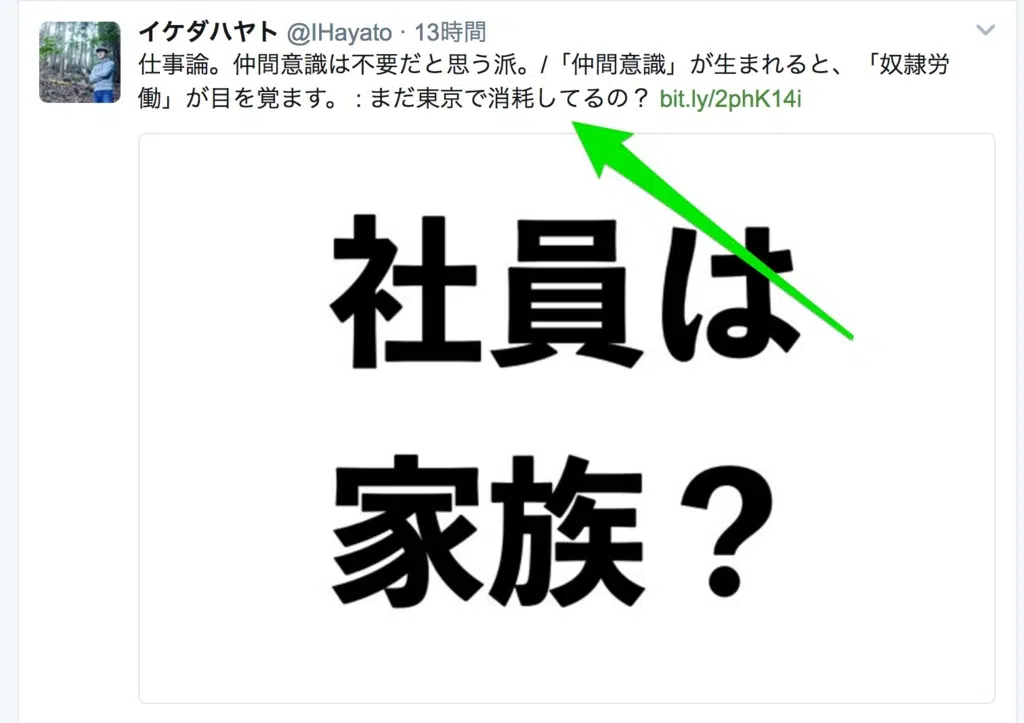 イケダハヤト @IHayato · 13時間
仕事論。仲間意識は不要だと思う派。/「仲間意識」が生まれると、「奴隷労
働」が目を覚ます。 : まだ東京で消耗してるの？ bit.ly/2phK14i
社員は
家族？